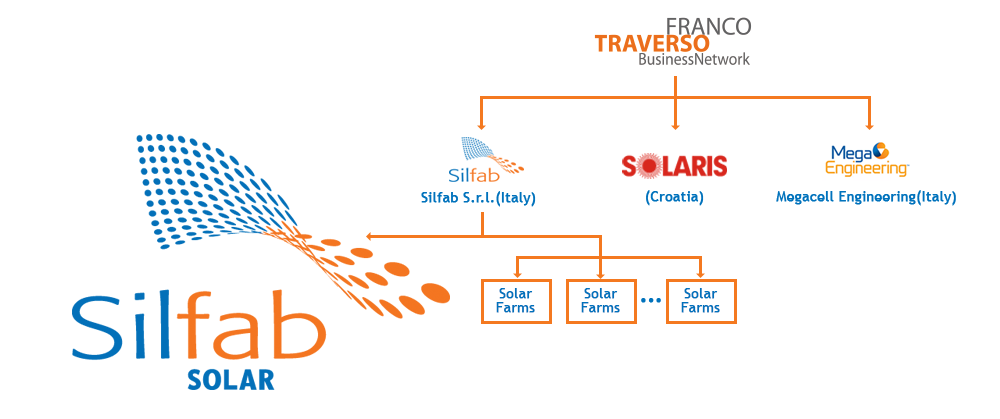 FRANCO
TRAVERSO
BusinessNetwork
Silfab
SOLARIS
Mega
Engineering
Silfab S.r.l.(Italy)
(Croatia)
Megacell Engineering(Italy)
Solar
Farms
Solar
Farms
...
Solar
Farms
Silfab
SOLAR